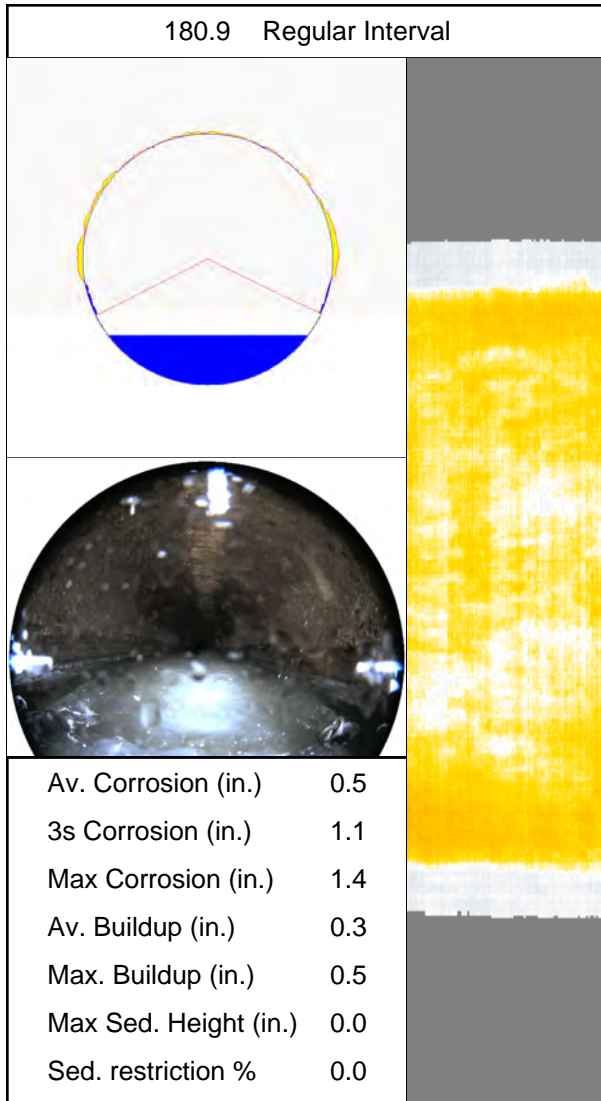 180.9 Regular Interval
Av. Corrosion (in.) 0.5
3s Corrosion (in.) 1.1
Max Corrosion (in.) 1.4
Av. Buildup (in.) 0.3
Max. Buildup (in.) 0.5
Max Sed. Height (in.) 0.0
Sed. restriction % 0.0